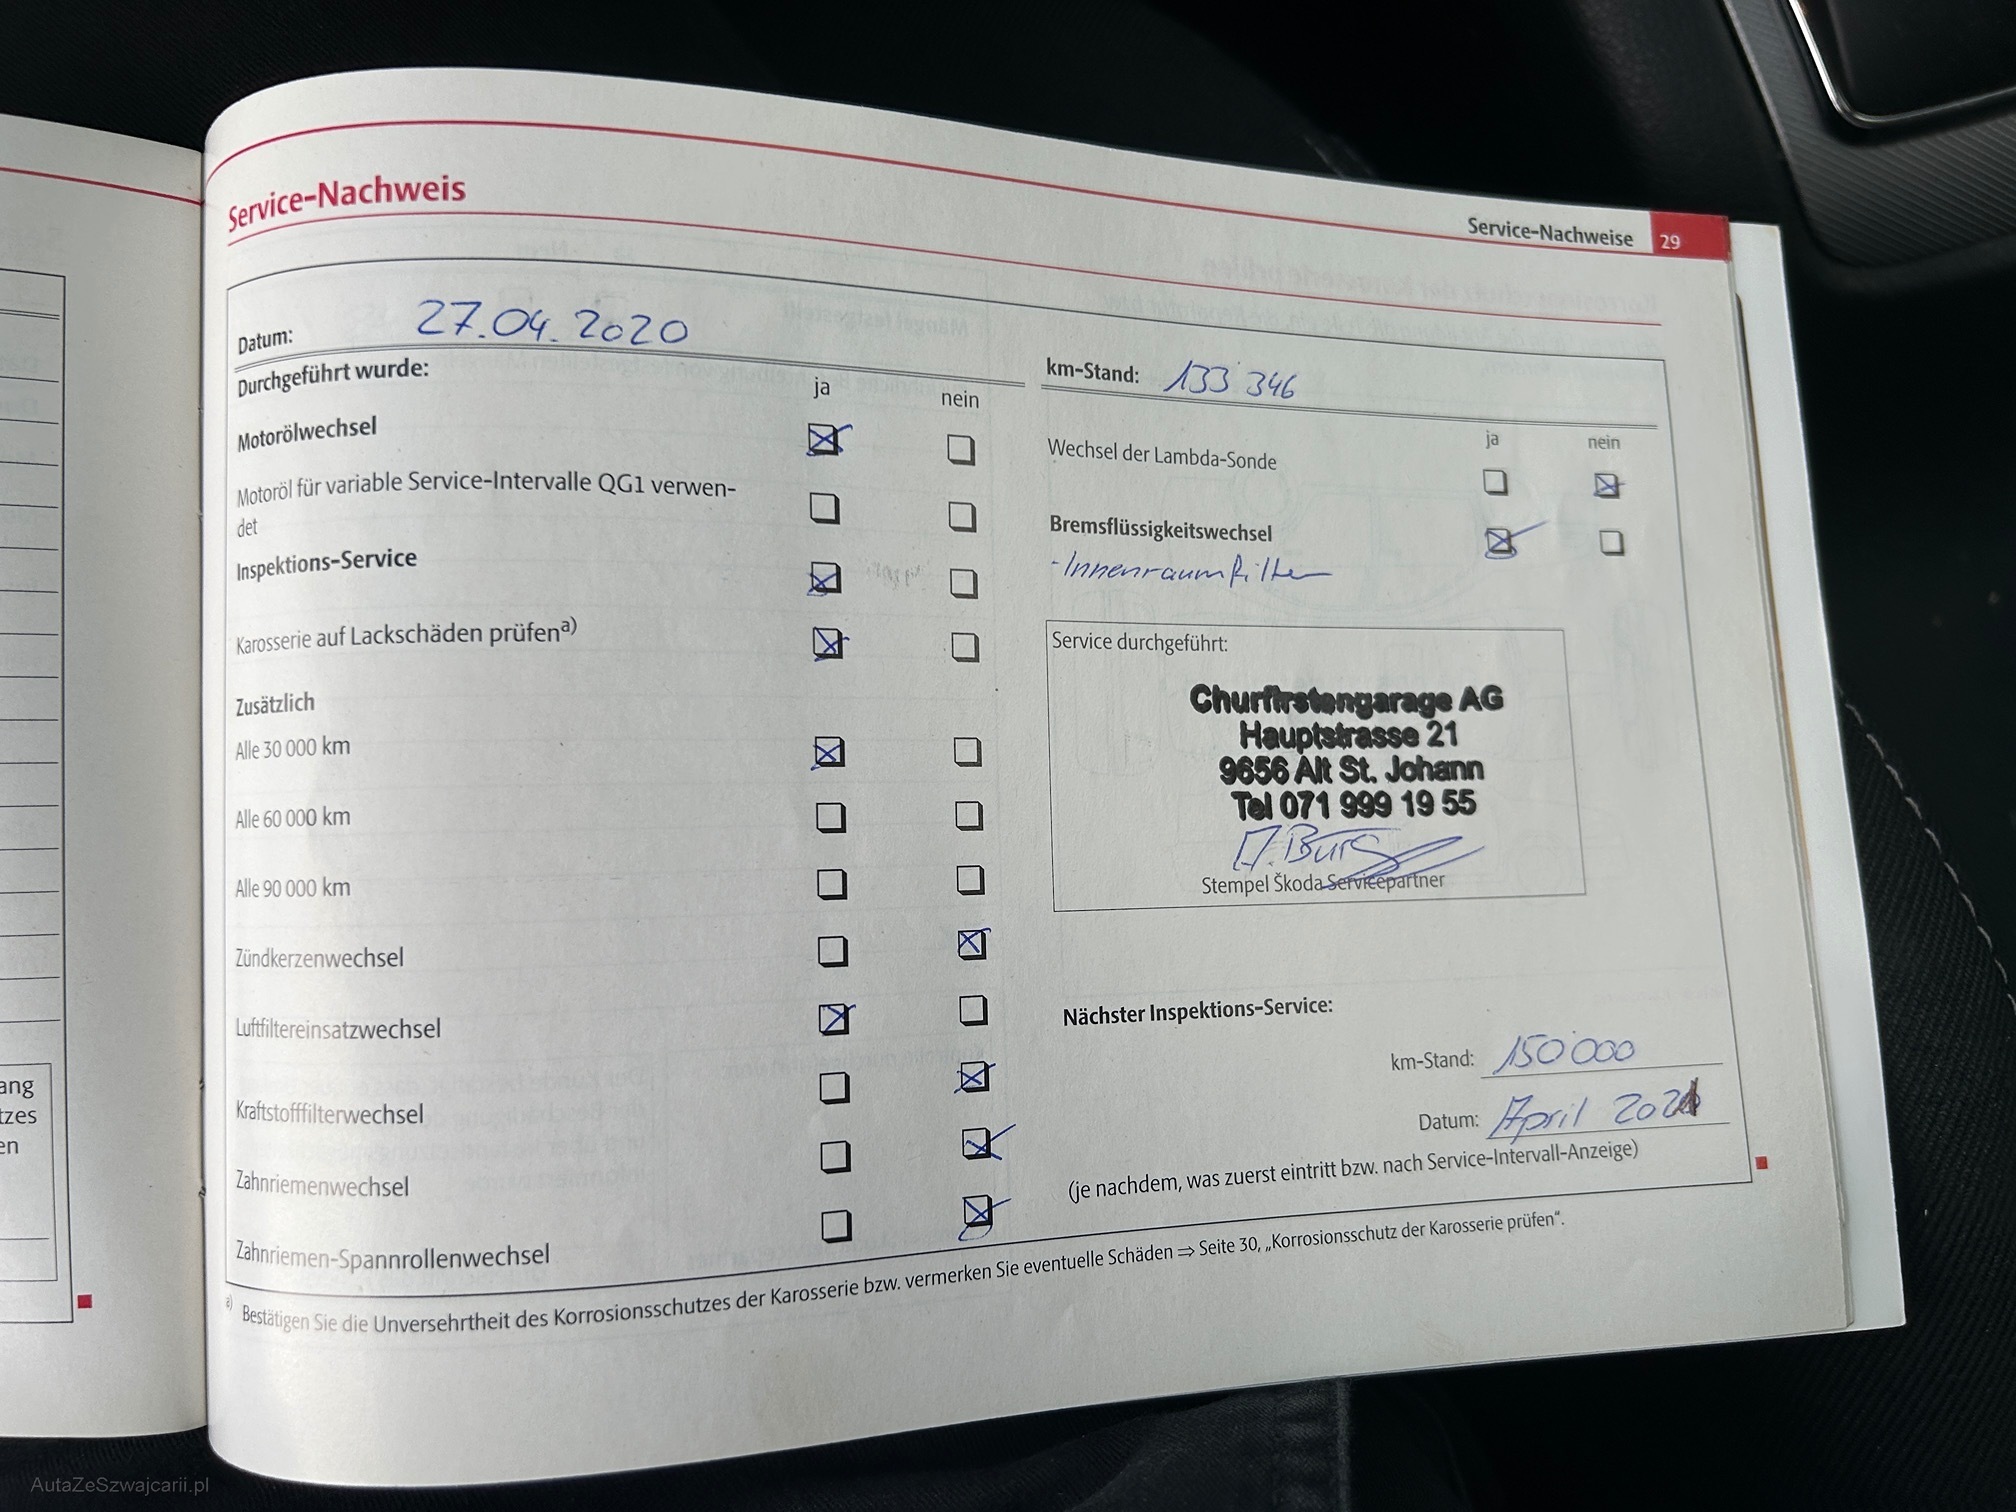 Service-Nachweis
Service-Nachweise 29
Datum: 27.04.2020
Durchgeführt wurde:
ja nein
Motorölwechsel
Motoröl für variable Service-Intervalle QG1 verwen-
det
Inspektions-Service
Karosserie auf Lackschäden prüfen a)
Zusätzlich
Alle 30 000 km
Alle 60 000 km
Alle 90 000 km
Zündkerzenwechsel
Luftfiltereinsatzwechsel
Kraftstofffilterwechsel
Zahnriemenwechsel
Zahnriemen-Spannrollenwechsel
km-Stand: 133 346
ja nein
Wechsel der Lambda-Sonde
Bremsflüssigkeitswechsel
-Innenraumfilter
Service durchgeführt:
Churfirstengarage AG
Hauptstrasse 21
9656 Alt St. Johann
Tel 071 999 19 55
Stempel Škoda Servicepartner
Nächster Inspektions-Service:
km-Stand: 150 000
Datum: April 2021
(je nachdem, was zuerst eintritt bzw. nach Service-Intervall-Anzeige)
a) Bestätigen Sie die Unversehrtheit des Korrosionsschutzes der Karosserie bzw. vermerken Sie eventuelle Schäden ⇒ Seite 30, „Korrosionsschutz der Karosserie prüfen“.
ang
tzes
en
AutaZeSzwajcarii.pl